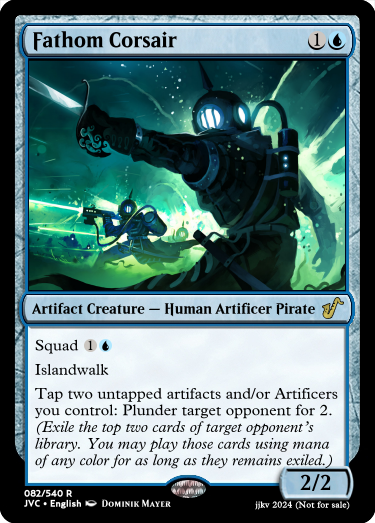 Fathom Corsair 1
Artifact Creature — Human Artificer Pirate
Squad 1
Islandwalk
Tap two untapped artifacts and/or Artificers
you control: Plunder target opponent for 2.
(Exile the top two cards of target opponent's
library. You may play those cards using mana
of any color for as long as they remains exiled.)
2/2
082/540 R
JVC • English Dominik Mayer
jjkv 2024 (Not for sale)